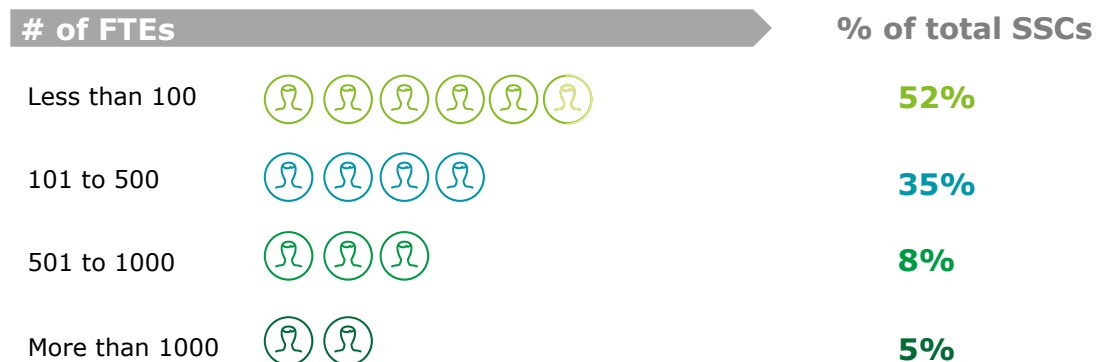 # of FTEs % of total SSCs
Less than 100 52%
101 to 500 35%
501 to 1000 8%
More than 1000 5%